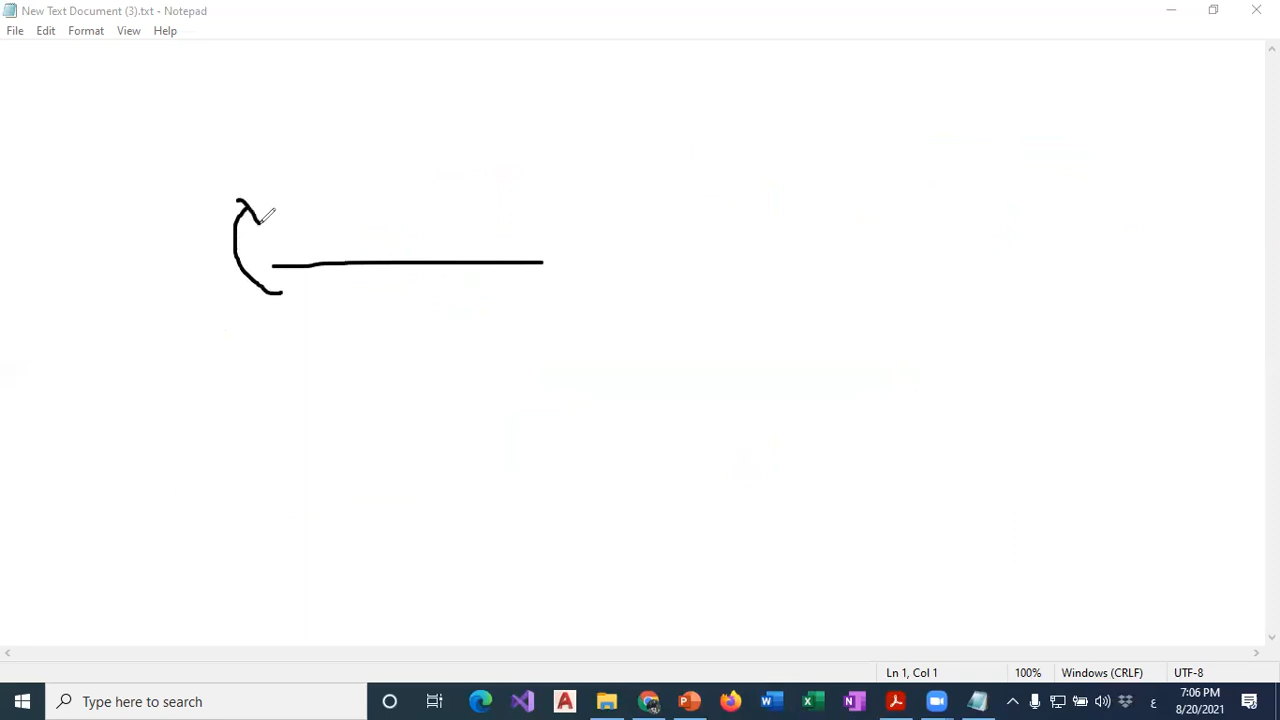 New Text Document (3).txt - Notepad
File Edit Format View Help
Ln 1, Col 1 100% Windows (CRLF) UTF-8
Type here to search
ع 7:06 PM
8/20/2021